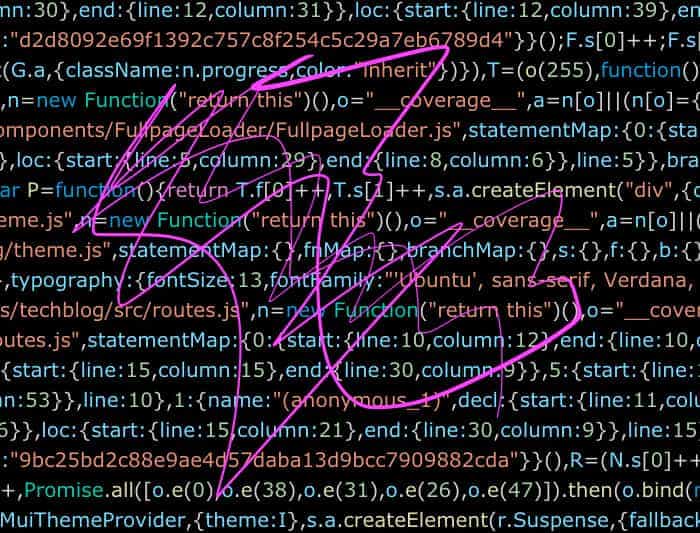 mn:30},end:{line:12,column:31}},loc:{start:{line:12,column:39},en
:"d2d8092e69f1392c757c8f254c5c29a7eb6789d4"}}();F.s[0]++;F.s[
(G.a,{className:n.progress,color:"inherit"})}),T=(o(255),function()
,n=new Function("return this")(),o="__coverage__",a=n[o]||(n[o]={
omponents/FullpageLoader/FullpageLoader.js",statementMap:{0:{sta
},loc:{start:{line:5,column:29},end:{line:8,column:6}},line:5}},bra
ar P=function(){return T.f[0]++,T.s[1]++,s.a.createElement("div",{c
eme.js",n=new Function("return this")(),o="__coverage__",a=n[o]||(
g/theme.js",statementMap:{},fnMap:{},branchMap:{},s:{},f:{},b:{}
,typography:{fontSize:13,fontFamily:"'Ubuntu', sans-serif, Verdana,
s/techblog/src/routes.js",n=new Function("return this")(),o="__cover
outes.js",statementMap:{0:{start:{line:10,column:12},end:{line:10,c
{start:{line:15,column:15},end:{line:30,column:9}},5:{start:{line:
mn:53}},line:10},1:{name:"(anonymous_1)",decl:{start:{line:11,colu
6}},loc:{start:{line:15,column:21},end:{line:30,column:9}},line:15
:"9bc25bd2c88e9ae4d57daba13d9bcc7909882cda"}}(),R=(N.s[0]++
+,Promise.all([o.e(0),o.e(38),o.e(31),o.e(26),o.e(47)]).then(o.bind(n
MuiThemeProvider,{theme:I},s.a.createElement(r.Suspense,{fallback